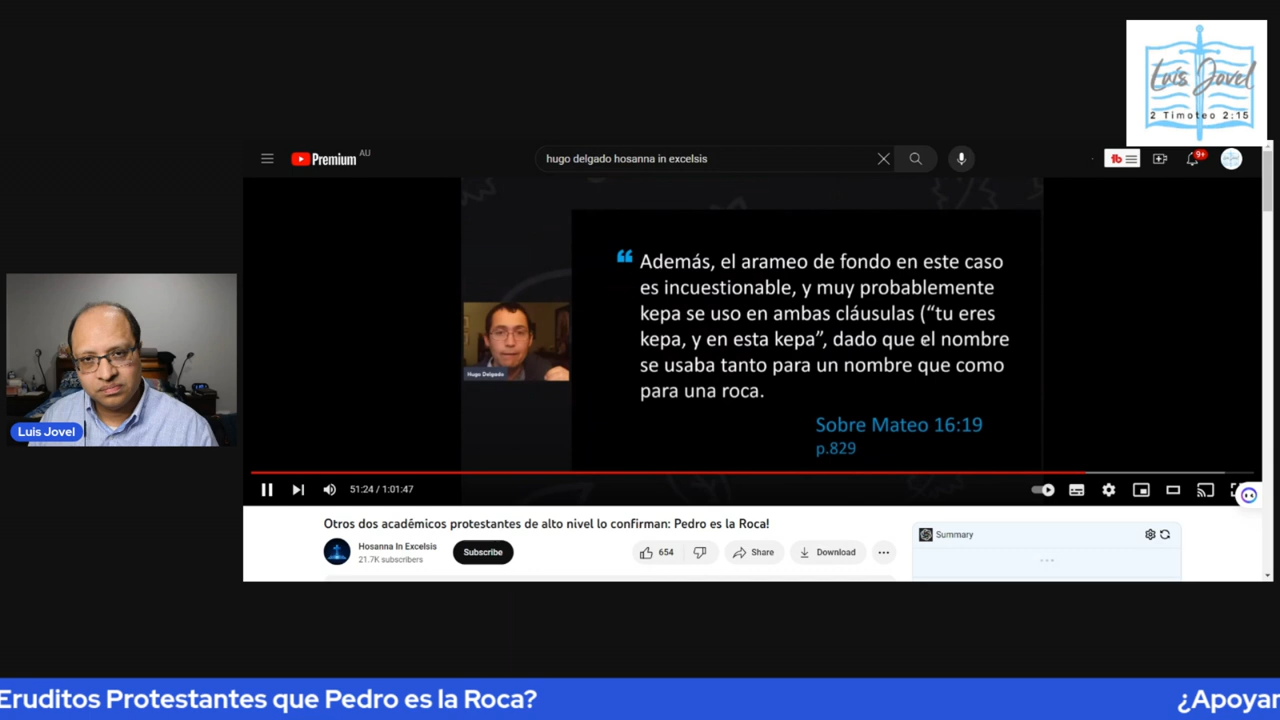 Luis Jovel
2 Timoteo 2:15
Premium AU
hugo delgado hosanna in excelsis
9+
“ Además, el arameo de fondo en este caso
es incuestionable, y muy probablemente
kepa se uso en ambas cláusulas (“tu eres
kepa, y en esta kepa”, dado que el nombre
se usaba tanto para un nombre que como
para una roca.
Sobre Mateo 16:19
p.829
Hugo Delgado
Luis Jovel
51:24 / 1:01:47
Otros dos académicos protestantes de alto nivel lo confirman: Pedro es la Roca!
Hosanna In Excelsis
21.7K subscribers
Subscribe
654
Share
Download
Summary
Eruditos Protestantes que Pedro es la Roca?
¿Apoyan